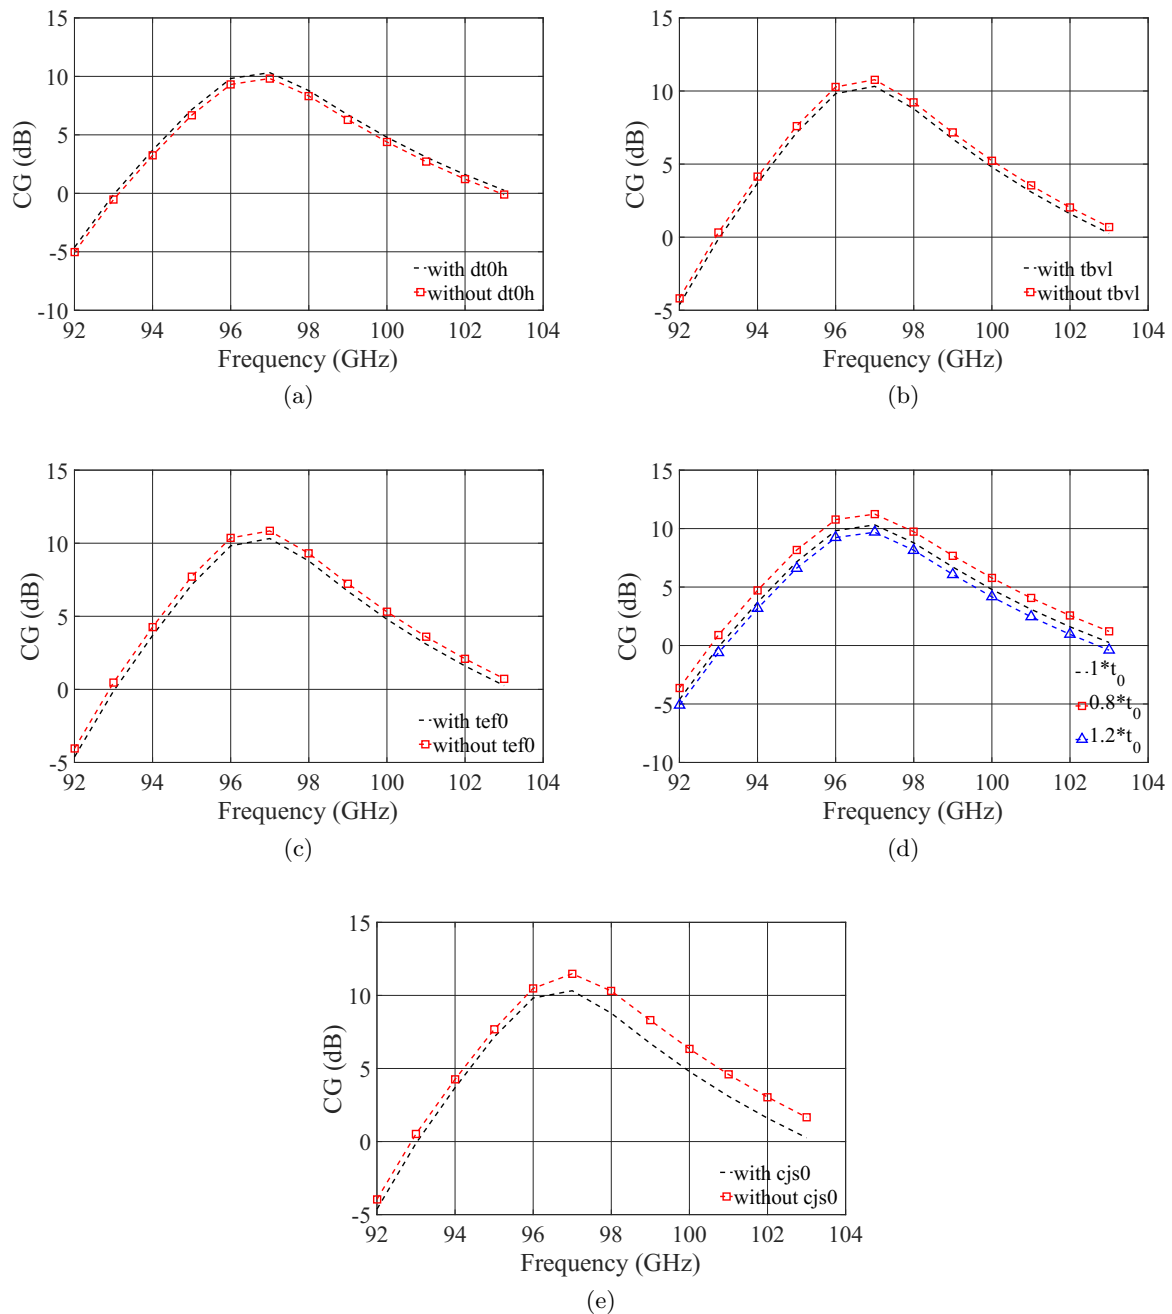 15
10
5
0
-5
-10
CG (dB)
with dt0h
without dt0h
92 94 96 98 100 102 104
Frequency (GHz)
(a)
15
10
5
0
-5
CG (dB)
with tbvl
without tbvl
92 94 96 98 100 102 104
Frequency (GHz)
(b)
15
10
5
0
-5
CG (dB)
with tef0
without tef0
92 94 96 98 100 102 104
Frequency (GHz)
(c)
15
10
5
0
-5
-10
CG (dB)
1*t0
0.8*t0
1.2*t0
92 94 96 98 100 102 104
Frequency (GHz)
(d)
15
10
5
0
-5
CG (dB)
with cjs0
without cjs0
92 94 96 98 100 102 104
Frequency (GHz)
(e)